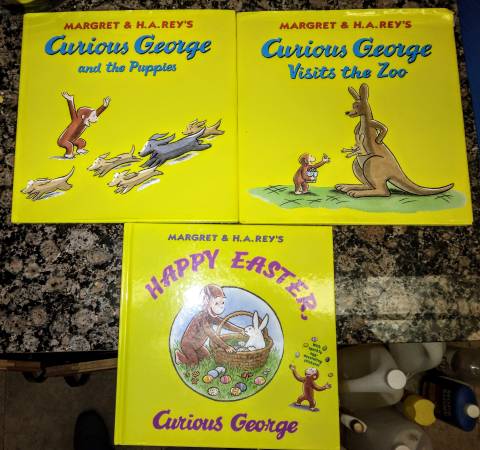 MARGRET & H.A.REY'S
Curious George
and the Puppies
MARGRET & H.A.REY'S
Curious George
Visits the Zoo
MARGRET & H.A.REY'S
HAPPY EASTER,
Curious George